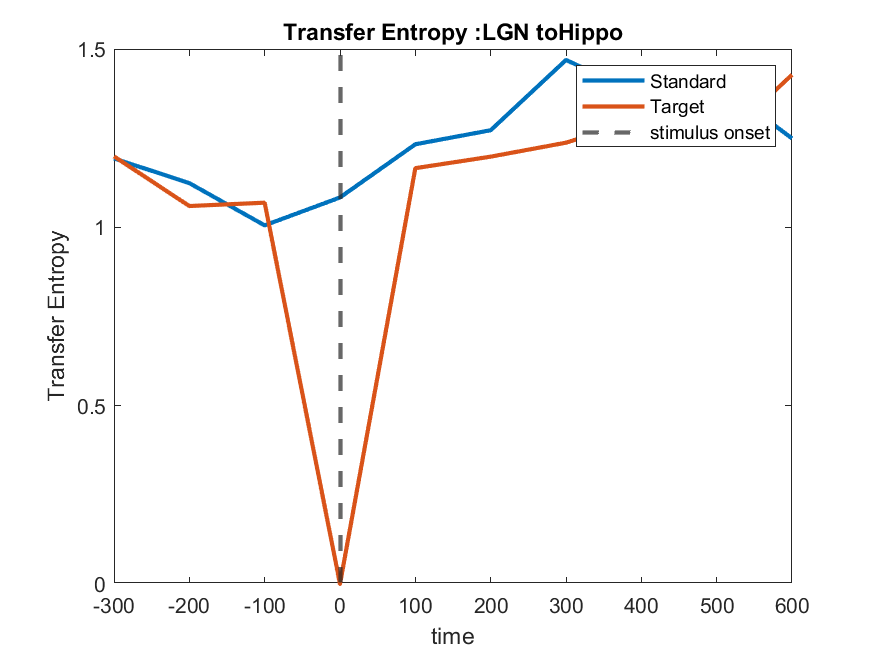 Transfer Entropy :LGN toHippo
1.5
1
0.5
0
Transfer Entropy
Standard
Target
stimulus onset
-300 -200 -100 0 100 200 300 400 500 600
time